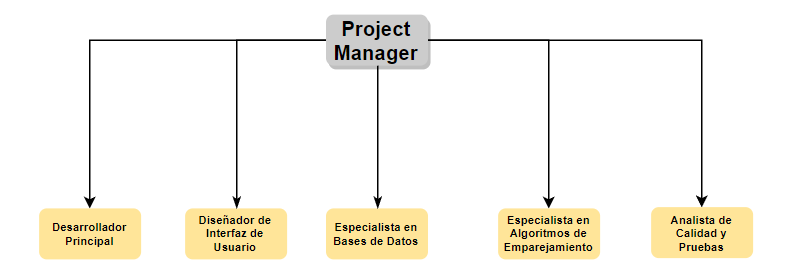 Project
Manager
Desarrollador
Principal
Diseñador de
Interfaz de
Usuario
Especialista en
Bases de Datos
Especialista en
Algoritmos de
Emparejamiento
Analista de
Calidad y
Pruebas